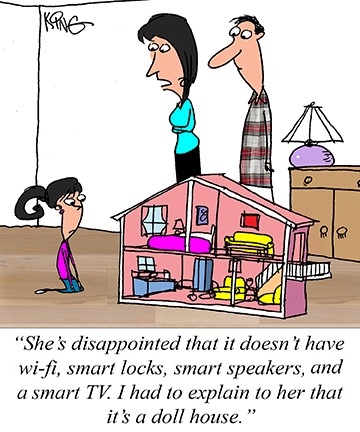 KING
"She's disappointed that it doesn't have
wi-fi, smart locks, smart speakers, and
a smart TV. I had to explain to her that
it's a doll house."